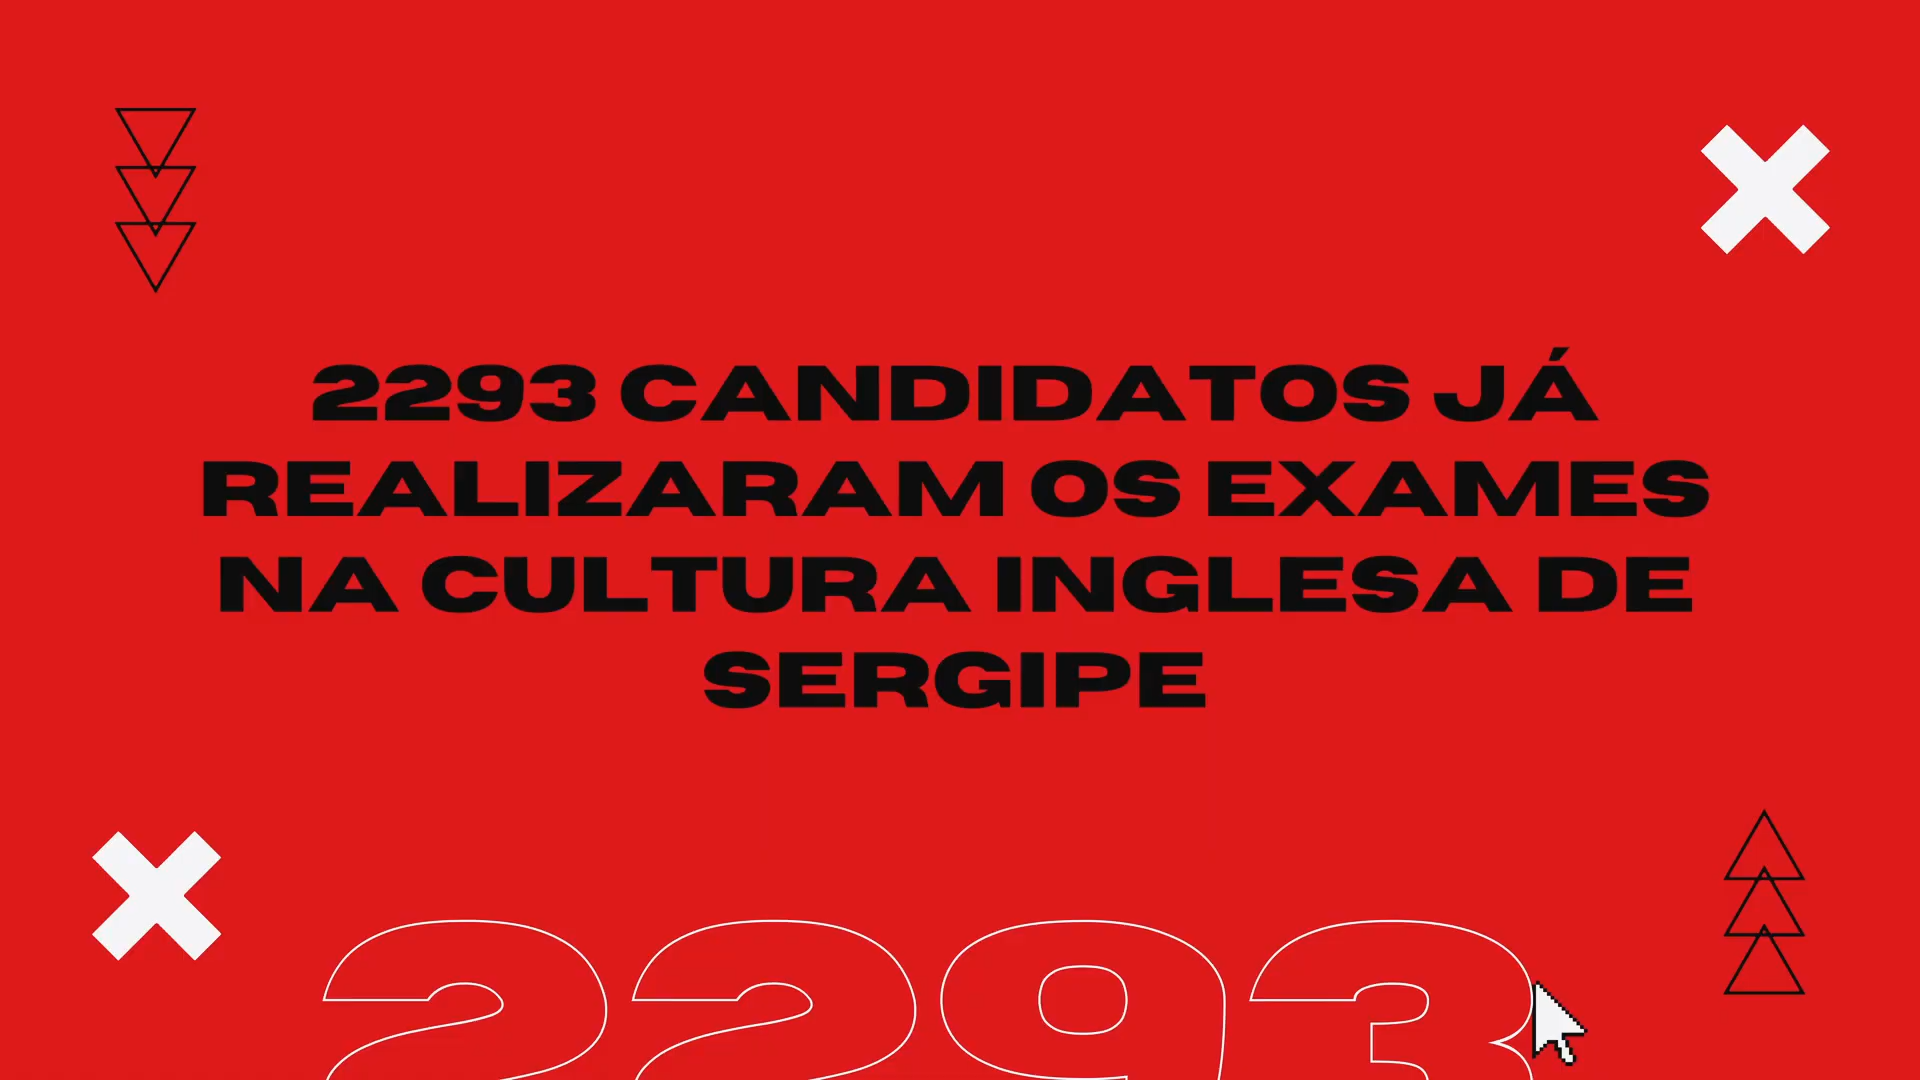 2293 CANDIDATOS JÁ
REALIZARAM OS EXAMES
NA CULTURA INGLESA DE
SERGIPE
2293